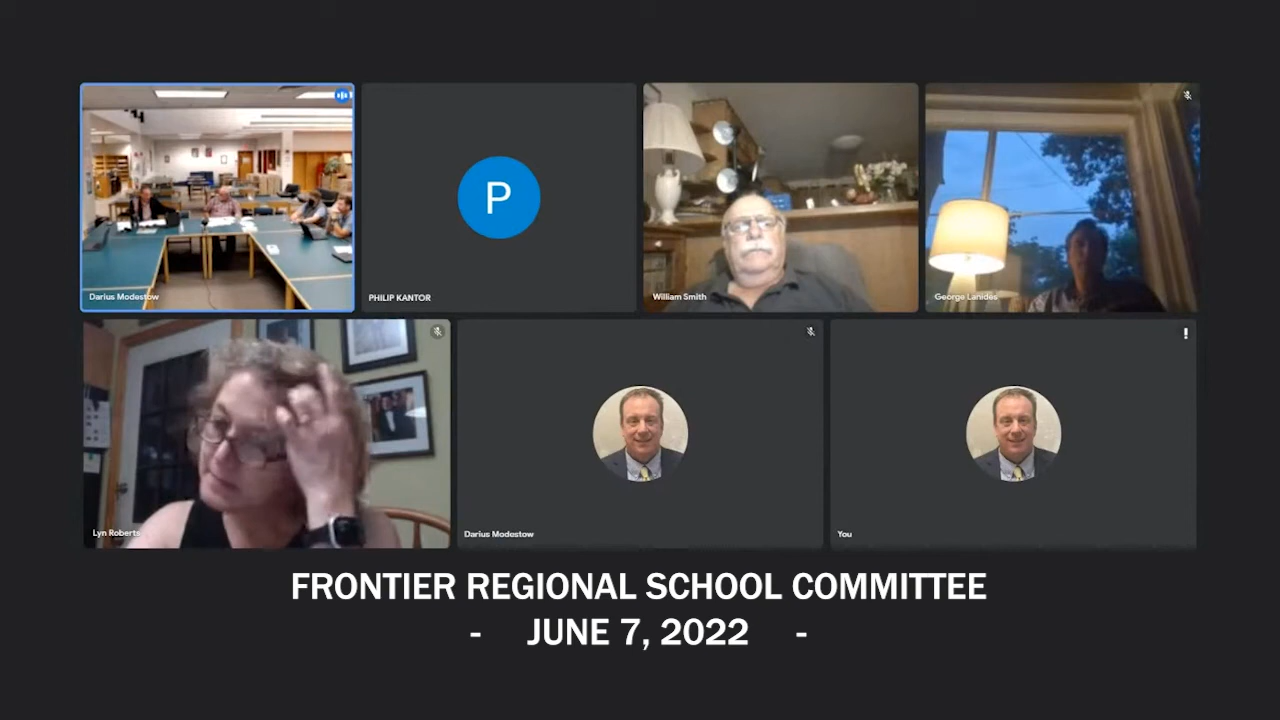 Darius Modestow
P
PHILIP KANTOR
William Smith
George Lanides
Lyn Roberts
Darius Modestow
You
FRONTIER REGIONAL SCHOOL COMMITTEE
- JUNE 7, 2022 -